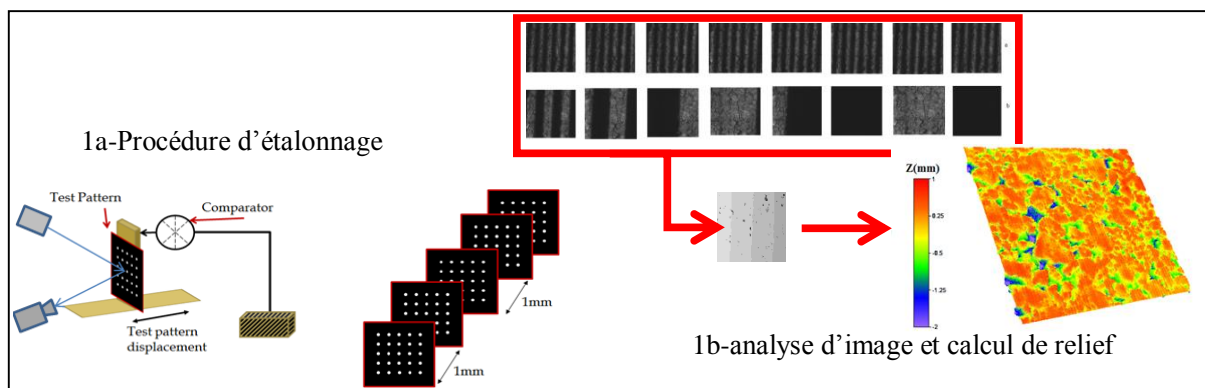 a
b
1a-Procédure d'étalonnage
Test Pattern
Comparator
Test pattern
displacement
1mm
1mm
Z(mm)
1
0.25
-0.5
-1.25
-2
1b-analyse d'image et calcul de relief